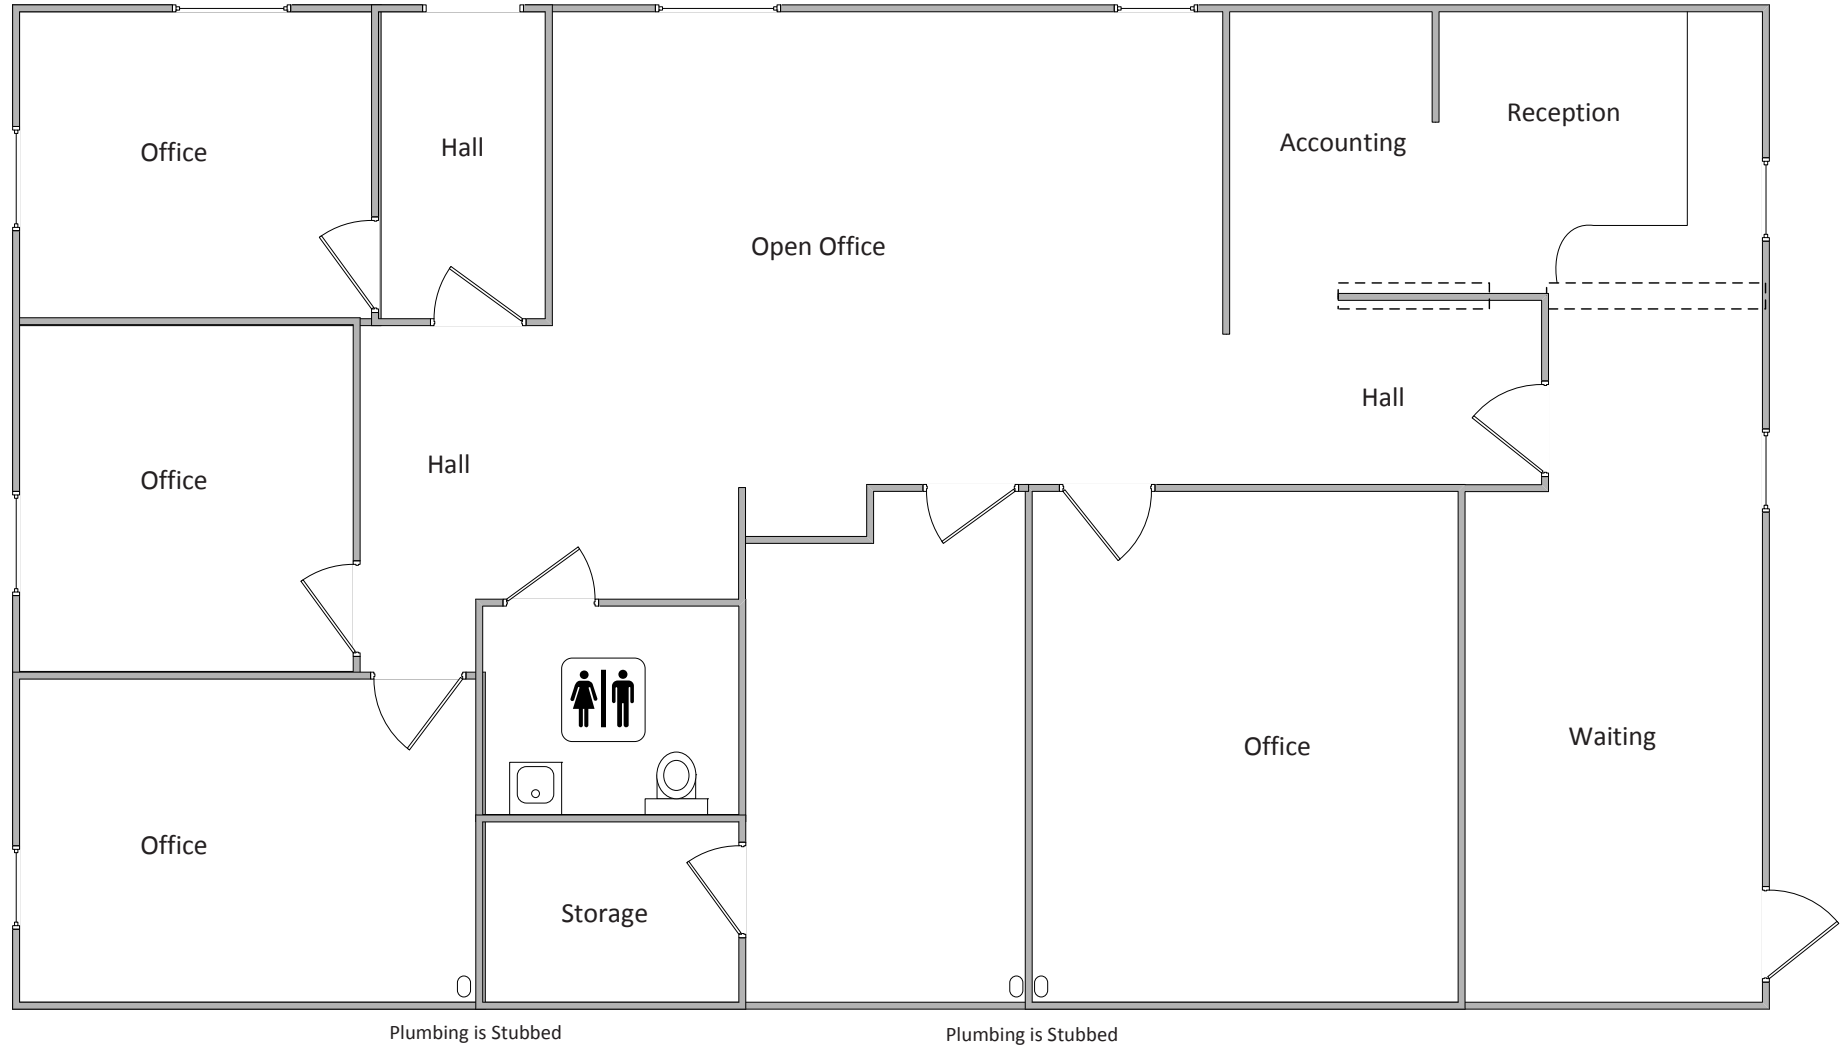 Reception
Accounting
Hall
Office
Open Office
Hall
Hall
Office
Waiting
Office
Office
Storage
Plumbing is Stubbed
Plumbing is Stubbed